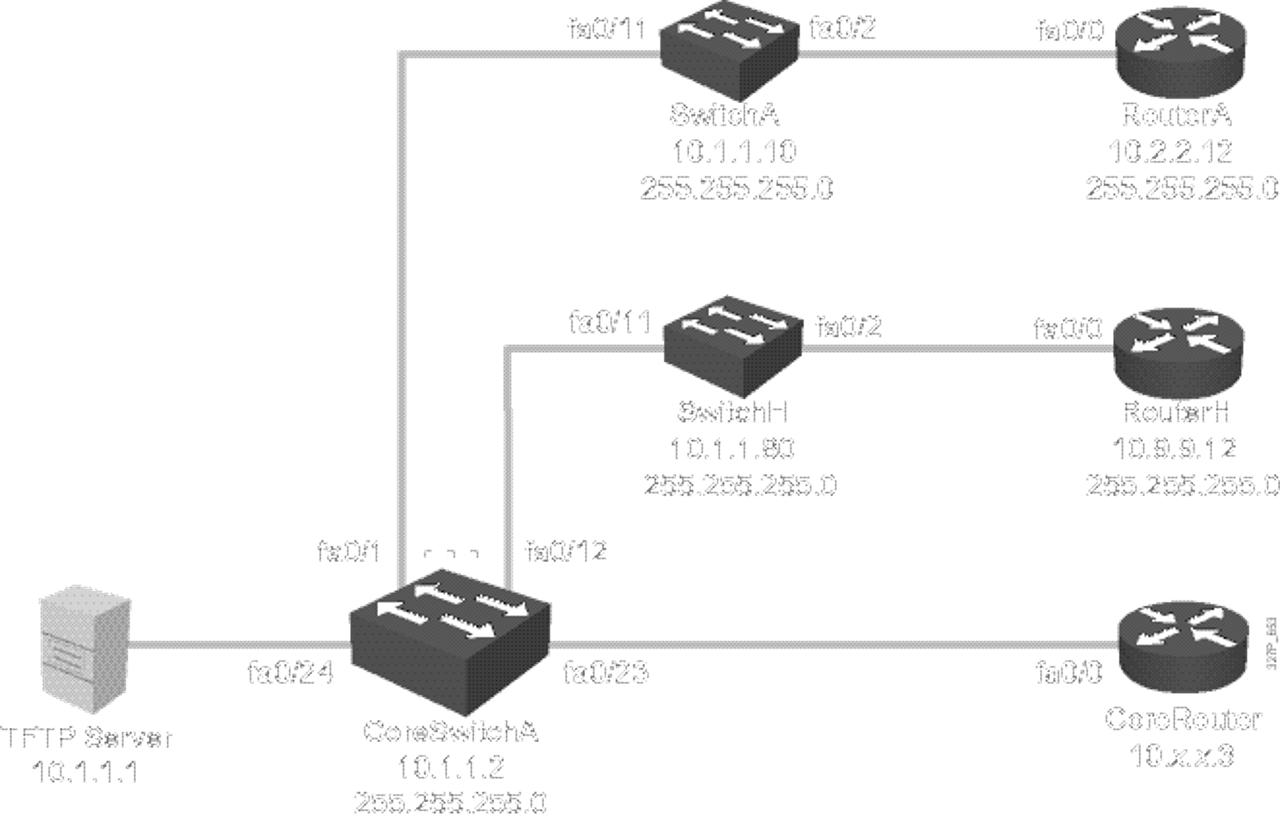 fa0/11
fa0/2
fa0/0
SwitchA
10.1.1.10
255.255.255.0
RouterA
10.2.2.12
255.255.255.0
fa0/11
fa0/2
fa0/0
SwitchH
10.1.1.80
255.255.255.0
RouterH
10.9.9.12
255.255.255.0
fa0/1
fa0/12
fa0/24
fa0/23
fa0/0
TFTP Server
10.1.1.1
CoreSwitchA
10.1.1.2
255.255.255.0
CoreRouter
10.x.x.3